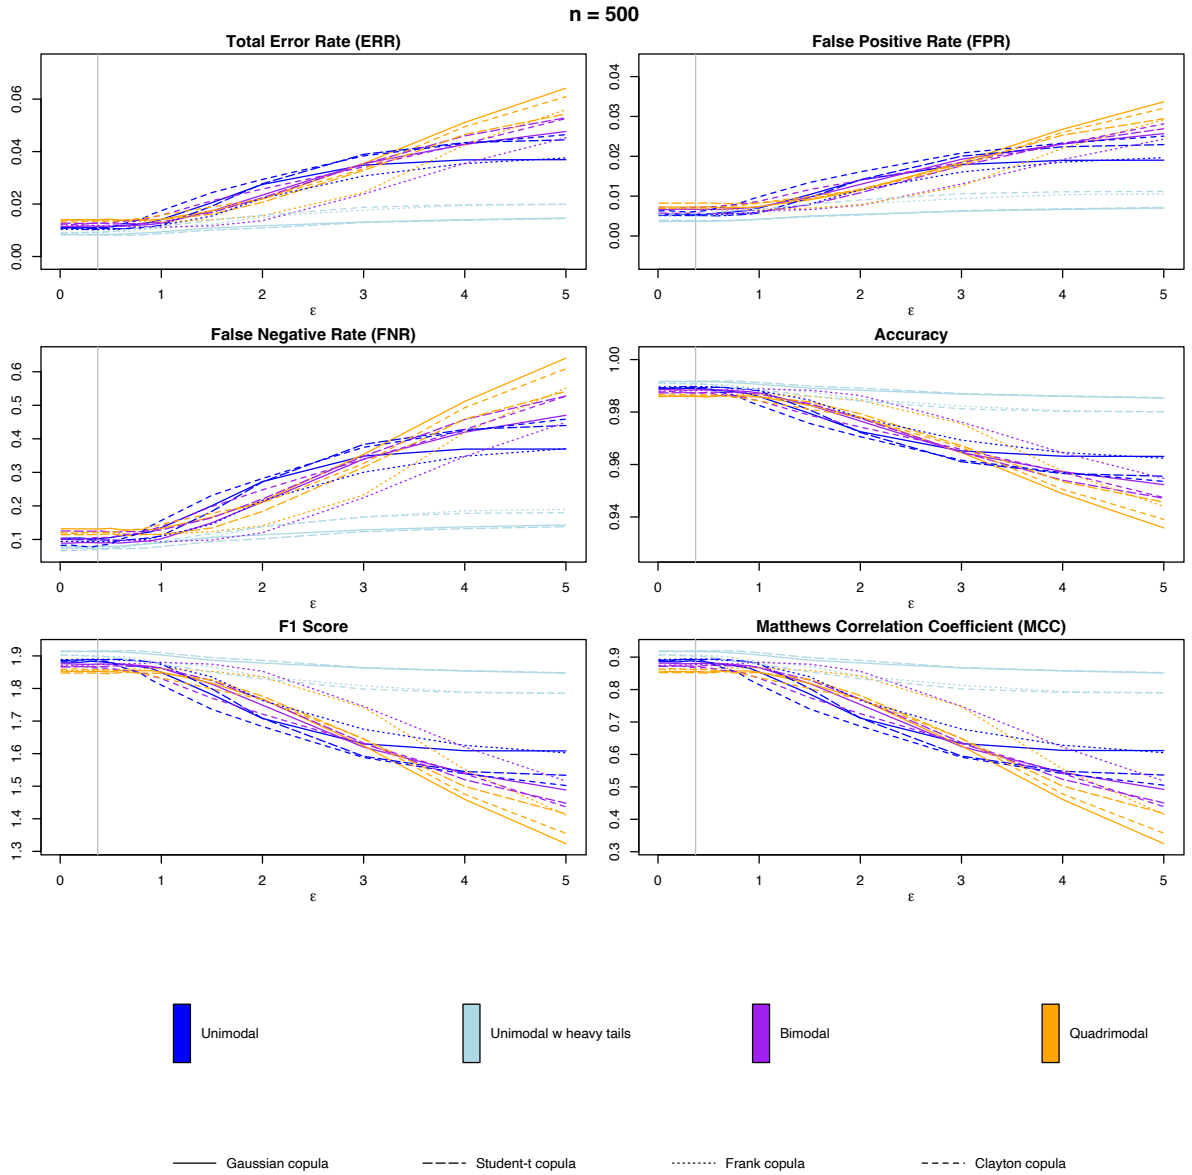 n = 500
Total Error Rate (ERR)
0.00 0.02 0.04 0.06
0 1 2 3 4 5
ε
False Positive Rate (FPR)
0.00 0.01 0.02 0.03 0.04
0 1 2 3 4 5
ε
False Negative Rate (FNR)
0.1 0.2 0.3 0.4 0.5 0.6
0 1 2 3 4 5
ε
Accuracy
0.94 0.96 0.98 1.00
0 1 2 3 4 5
ε
F1 Score
1.3 1.4 1.5 1.6 1.7 1.8 1.9
0 1 2 3 4 5
ε
Matthews Correlation Coefficient (MCC)
0.3 0.4 0.5 0.6 0.7 0.8 0.9
0 1 2 3 4 5
ε
Unimodal Unimodal w heavy tails Bimodal Quadrimodal
Gaussian copula Student-t copula Frank copula Clayton copula